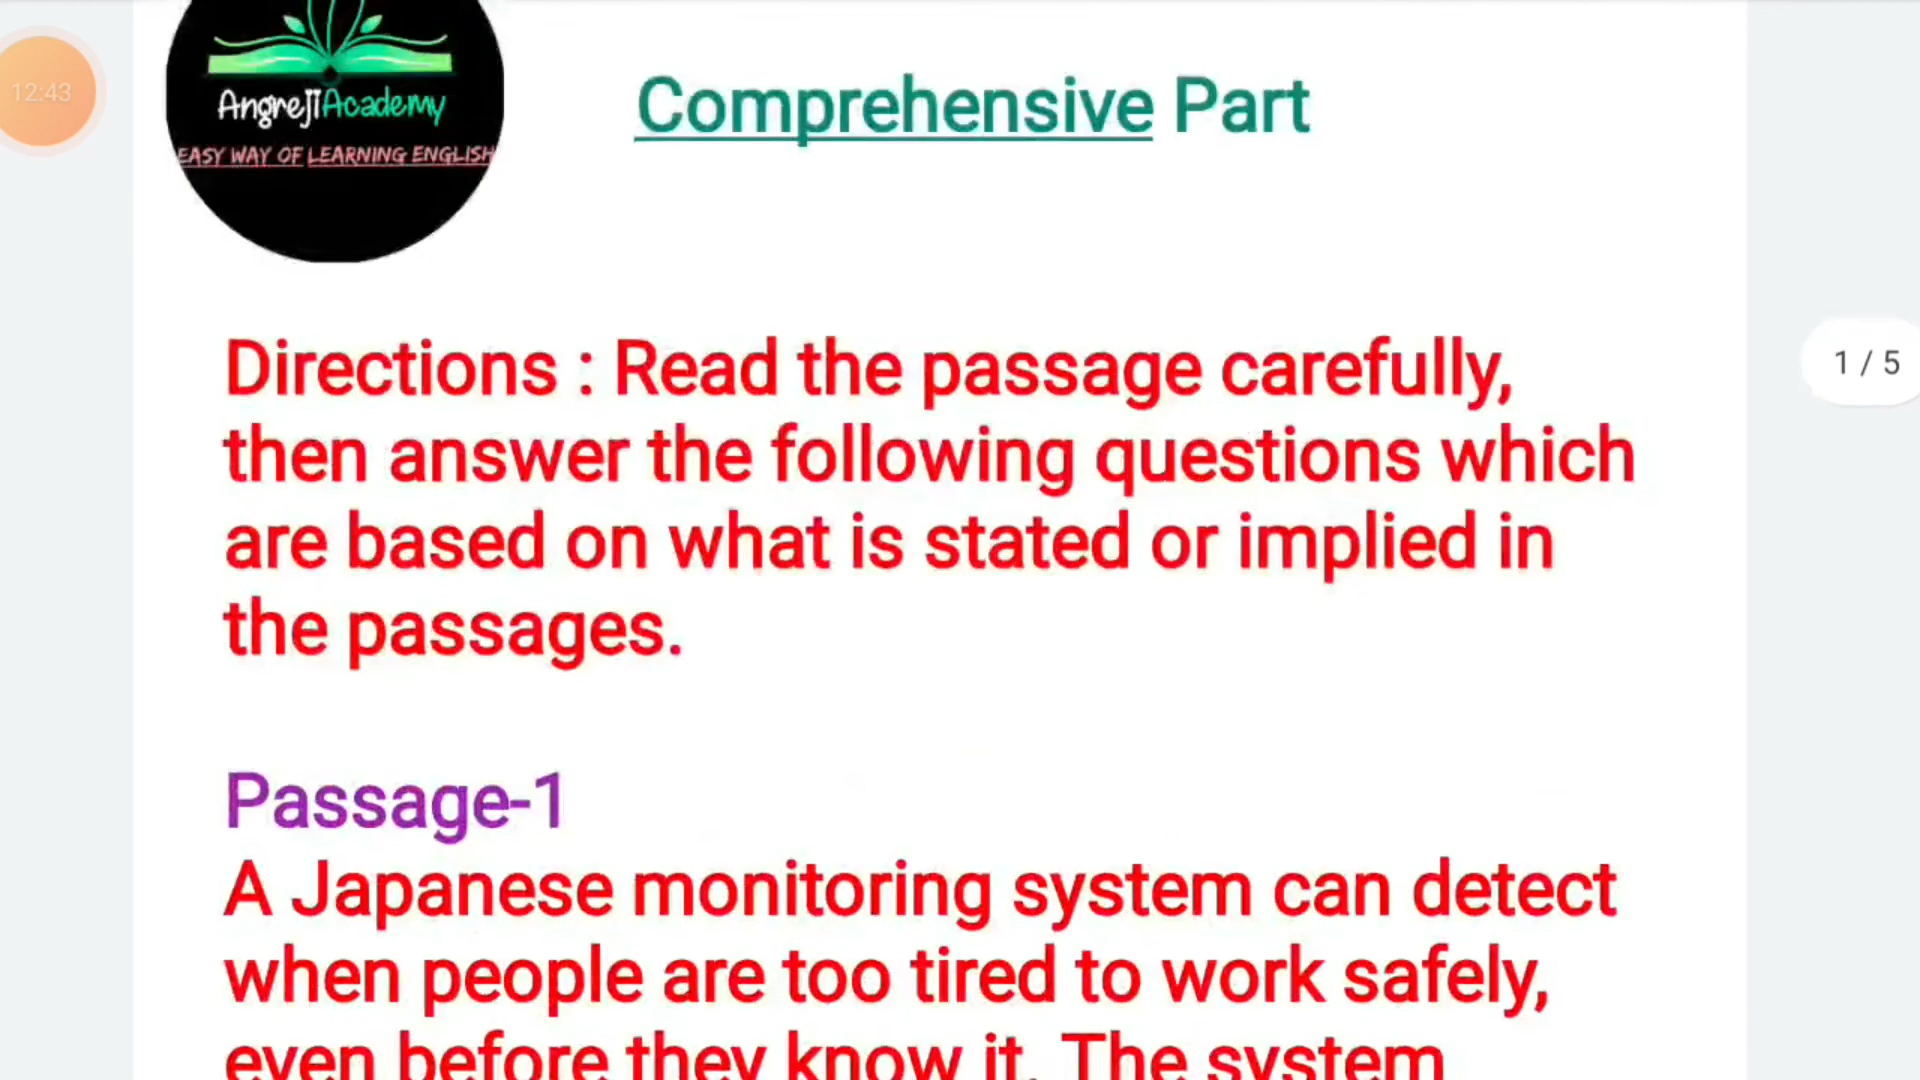 12:43
AngreJi Academy
EASY WAY OF LEARNING ENGLISH
Comprehensive Part
1 / 5
Directions : Read the passage carefully,
then answer the following questions which
are based on what is stated or implied in
the passages.
Passage-1
A Japanese monitoring system can detect
when people are too tired to work safely,
even before they know it. The system